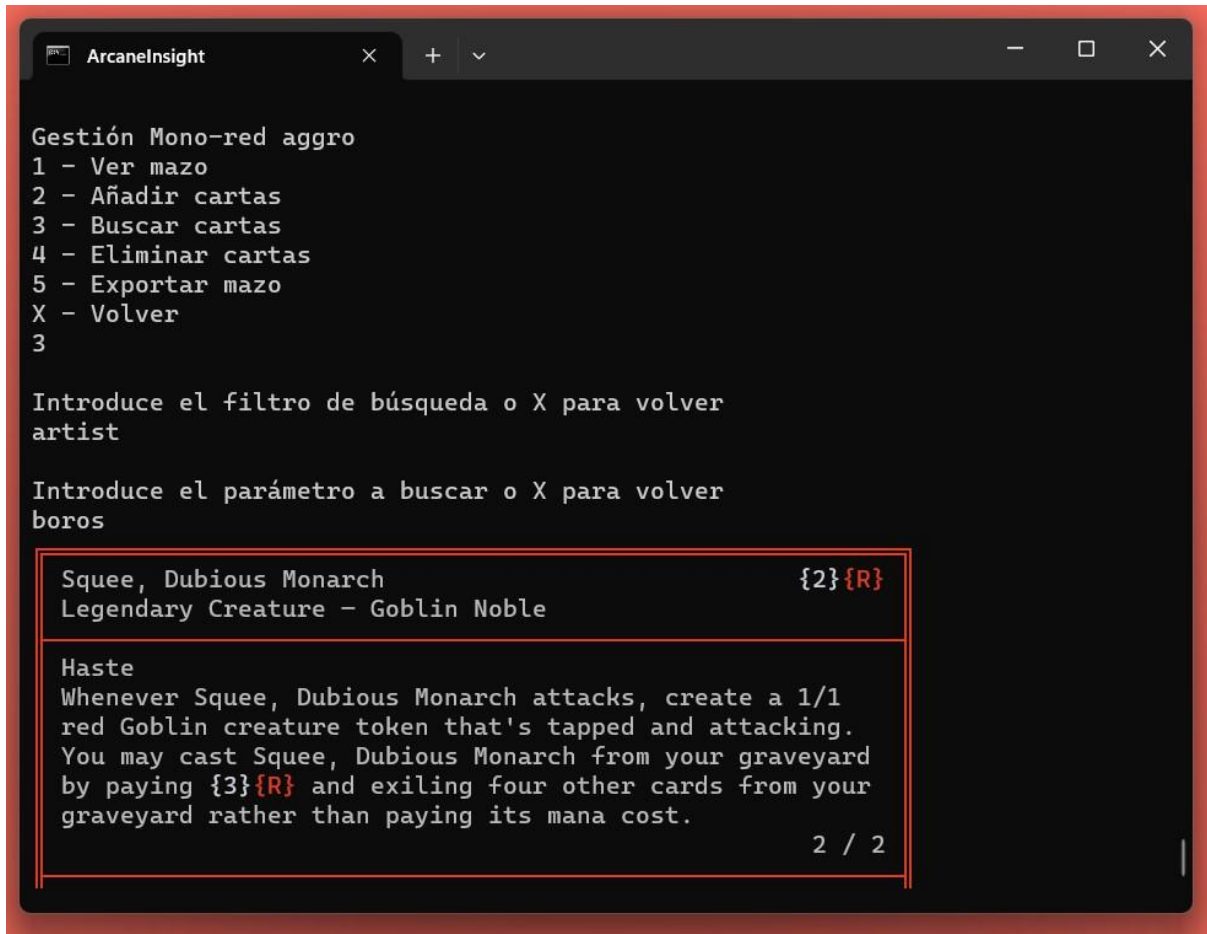 ArcaneInsight
Gestión Mono-red aggro
1 - Ver mazo
2 - Añadir cartas
3 - Buscar cartas
4 - Eliminar cartas
5 - Exportar mazo
X - Volver
3
Introduce el filtro de búsqueda o X para volver
artist
Introduce el parámetro a buscar o X para volver
boros
Squee, Dubious Monarch {2}{R}
Legendary Creature — Goblin Noble
Haste
Whenever Squee, Dubious Monarch attacks, create a 1/1
red Goblin creature token that's tapped and attacking.
You may cast Squee, Dubious Monarch from your graveyard
by paying {3}{R} and exiling four other cards from your
graveyard rather than paying its mana cost.
2 / 2